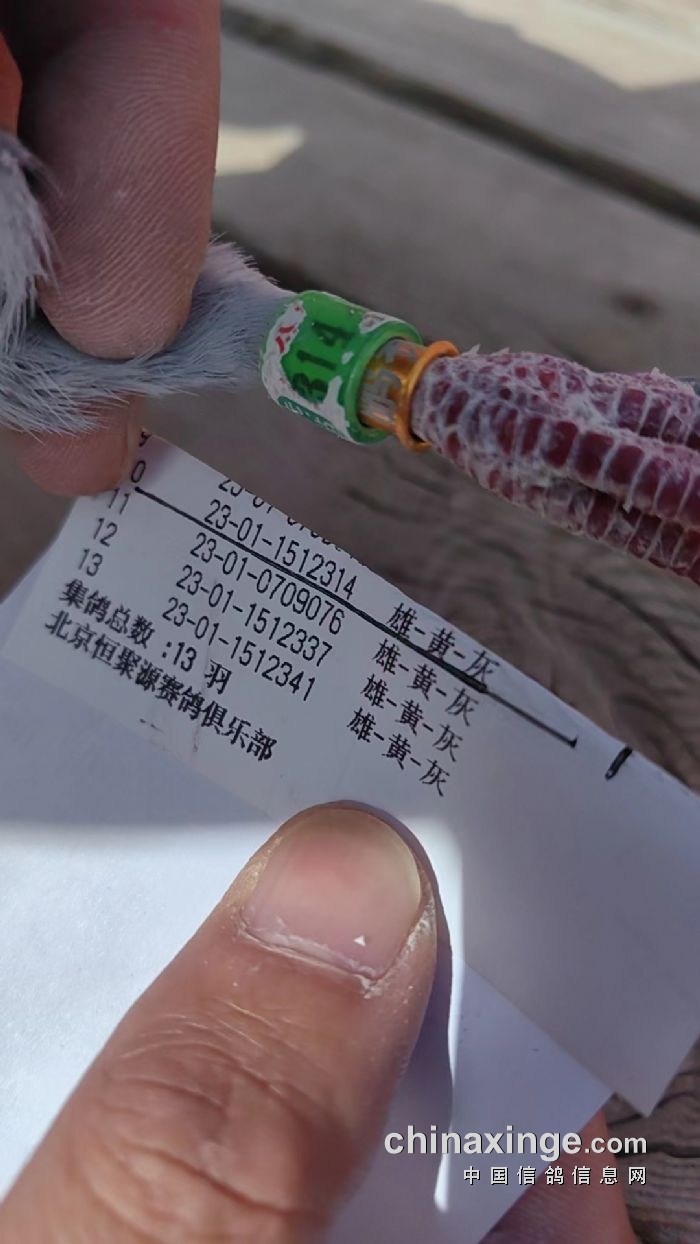 314
0 23-01-1512314 雄-黄-灰
11 23-01-0709076 雄-黄-灰
12 23-01-1512337 雄-黄-灰
13 23-01-1512341 雄-黄-灰
集鸽总数 :13 羽
北京恒聚源赛鸽俱乐部
chinaxinge.com
中国信鸽信息网